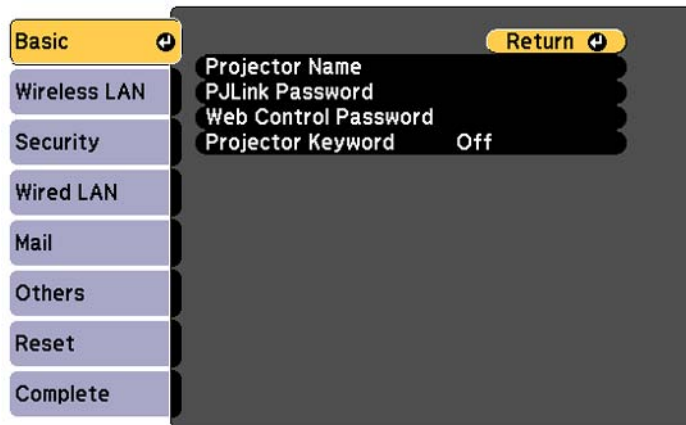 Basic
Wireless LAN
Security
Wired LAN
Mail
Others
Reset
Complete
Return
Projector Name
PJLink Password
Web Control Password
Projector Keyword Off